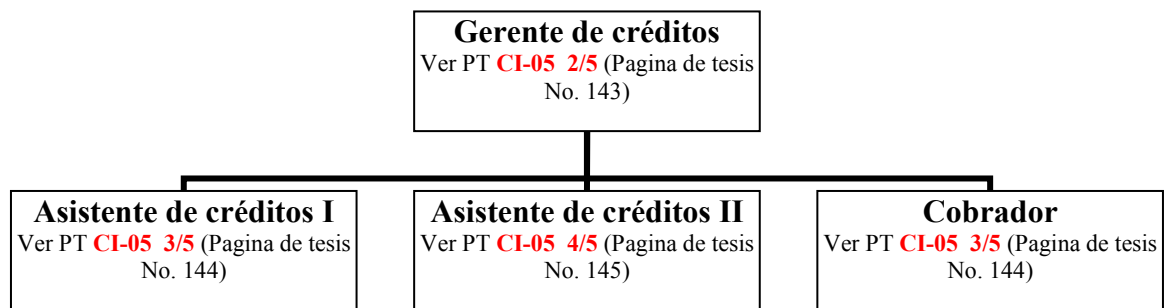 Gerente de créditos
Ver PT CI-05 2/5 (Pagina de tesis
No. 143)
Asistente de créditos I
Ver PT CI-05 3/5 (Pagina de tesis
No. 144)
Asistente de créditos II
Ver PT CI-05 4/5 (Pagina de tesis
No. 145)
Cobrador
Ver PT CI-05 3/5 (Pagina de tesis
No. 144)